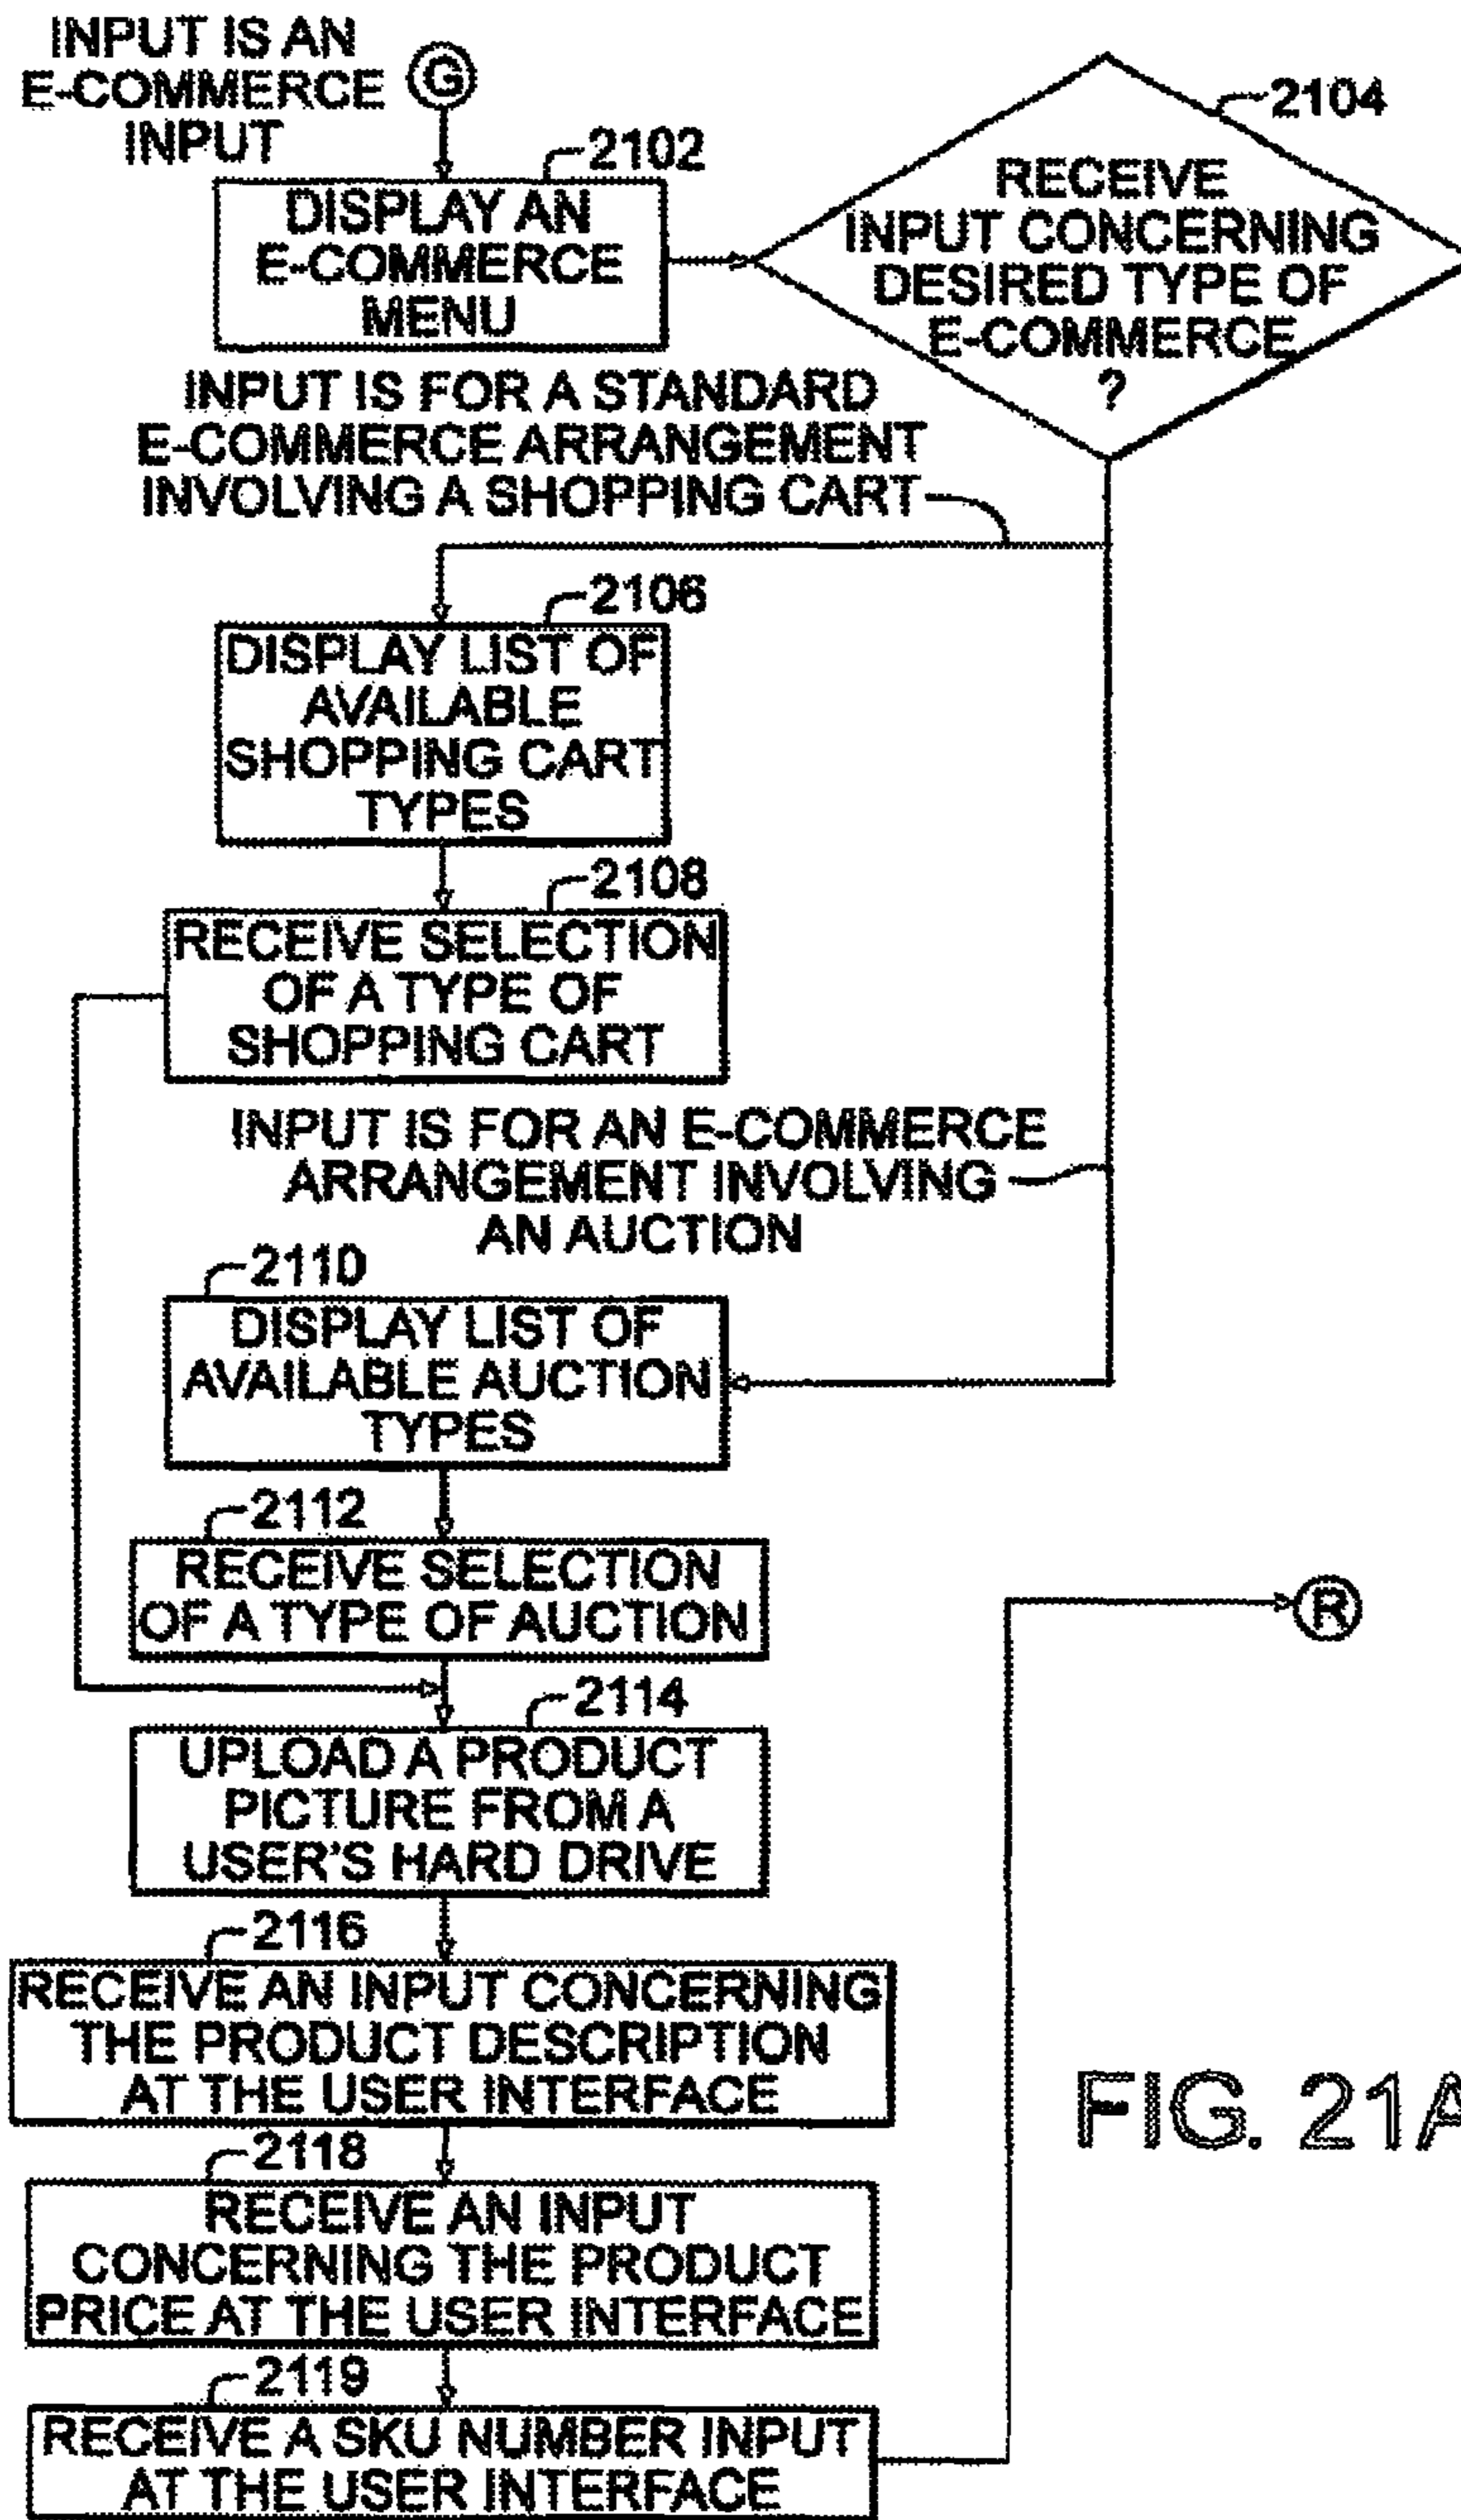 INPUT IS AN
E-COMMERCE
INPUT
G
2102
DISPLAY AN
E-COMMERCE
MENU
2104
RECEIVE
INPUT CONCERNING
DESIRED TYPE OF
E-COMMERCE
?
INPUT IS FOR A STANDARD
E-COMMERCE ARRANGEMENT
INVOLVING A SHOPPING CART
2106
DISPLAY LIST OF
AVAILABLE
SHOPPING CART
TYPES
2108
RECEIVE SELECTION
OF A TYPE OF
SHOPPING CART
INPUT IS FOR AN E-COMMERCE
ARRANGEMENT INVOLVING
AN AUCTION
2110
DISPLAY LIST OF
AVAILABLE AUCTION
TYPES
2112
RECEIVE SELECTION
OF A TYPE OF AUCTION
R
2114
UPLOAD A PRODUCT
PICTURE FROM A
USER'S HARD DRIVE
2116
RECEIVE AN INPUT CONCERNING
THE PRODUCT DESCRIPTION
AT THE USER INTERFACE
2118
RECEIVE AN INPUT
CONCERNING THE PRODUCT
PRICE AT THE USER INTERFACE
2119
RECEIVE A SKU NUMBER INPUT
AT THE USER INTERFACE
FIG. 21A